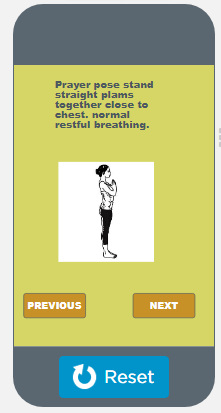 Prayer pose stand
straight plams
together close to
chest. normal
restful breathing.
PREVIOUS
NEXT
Reset